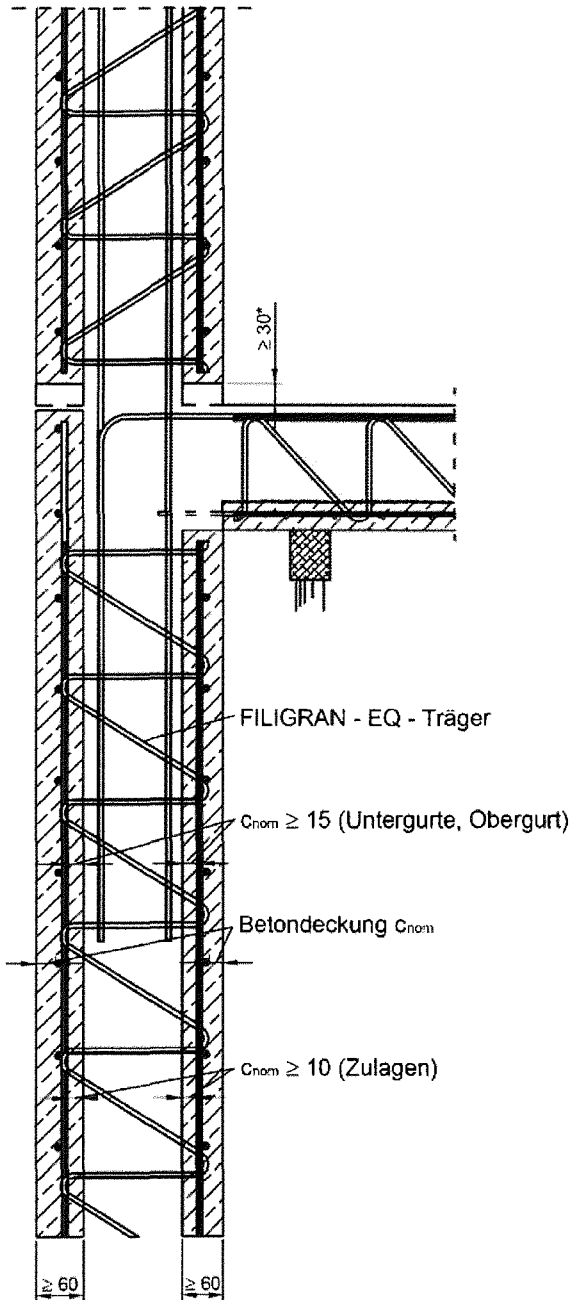 ≥ 30*
FILIGRAN - EQ - Träger
Cnom ≥ 15 (Untergurte, Obergurt)
Betondeckung Cnom
Cnom ≥ 10 (Zulagen)
≥ 60
≥ 60